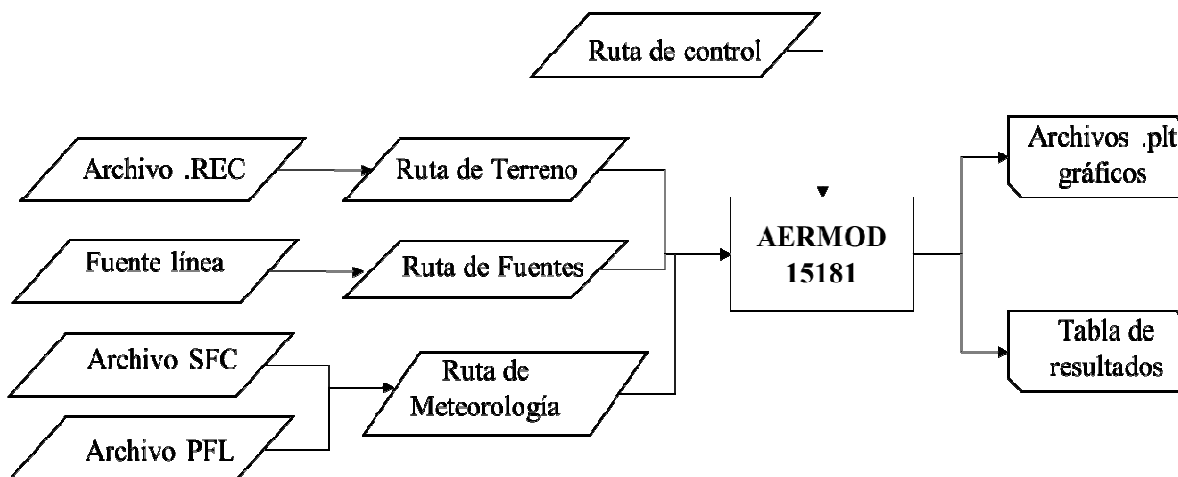 Ruta de control
Archivo .REC
Ruta de Terreno
Archivos .plt
gráficos
Fuente línea
Ruta de Fuentes
AERMOD
15181
Archivo SFC
Ruta de
Meteorología
Tabla de
resultados
Archivo PFL